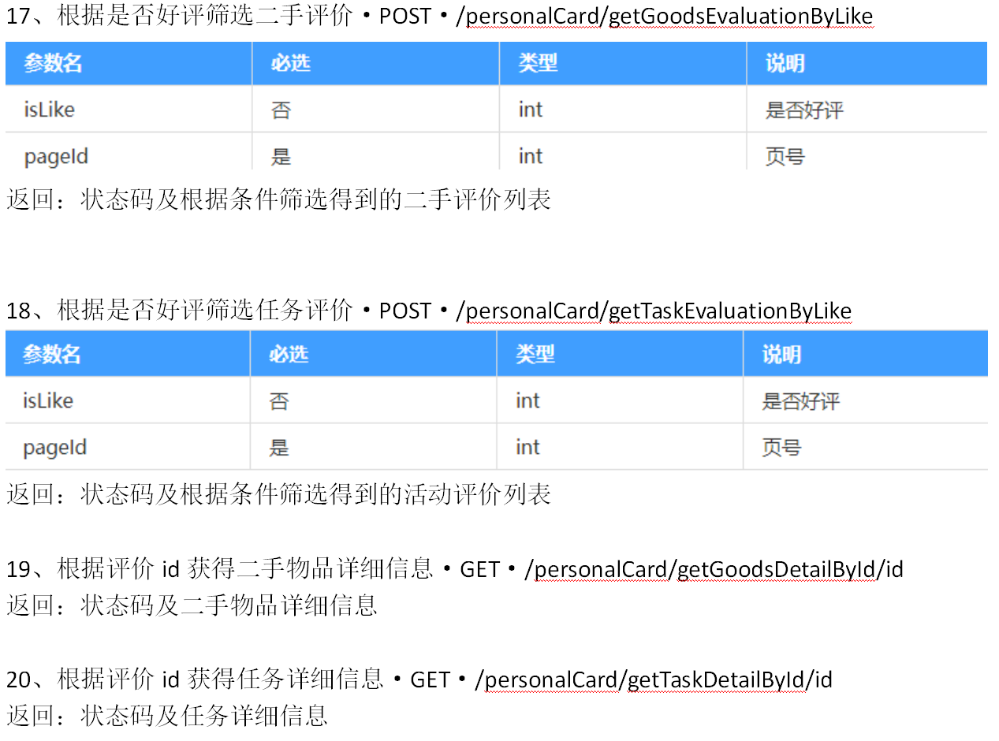 17、根据是否好评筛选二手评价·POST·/personalCard/getGoodsEvaluationByLike
参数名 必选 类型 说明
isLike 否 int 是否好评
pageId 是 int 页号
返回：状态码及根据条件筛选得到的二手评价列表
18、根据是否好评筛选任务评价·POST·/personalCard/getTaskEvaluationByLike
参数名 必选 类型 说明
isLike 否 int 是否好评
pageId 是 int 页号
返回：状态码及根据条件筛选得到的活动评价列表
19、根据评价 id 获得二手物品详细信息·GET·/personalCard/getGoodsDetailById/id
返回：状态码及二手物品详细信息
20、根据评价 id 获得任务详细信息·GET·/personalCard/getTaskDetailById/id
返回：状态码及任务详细信息